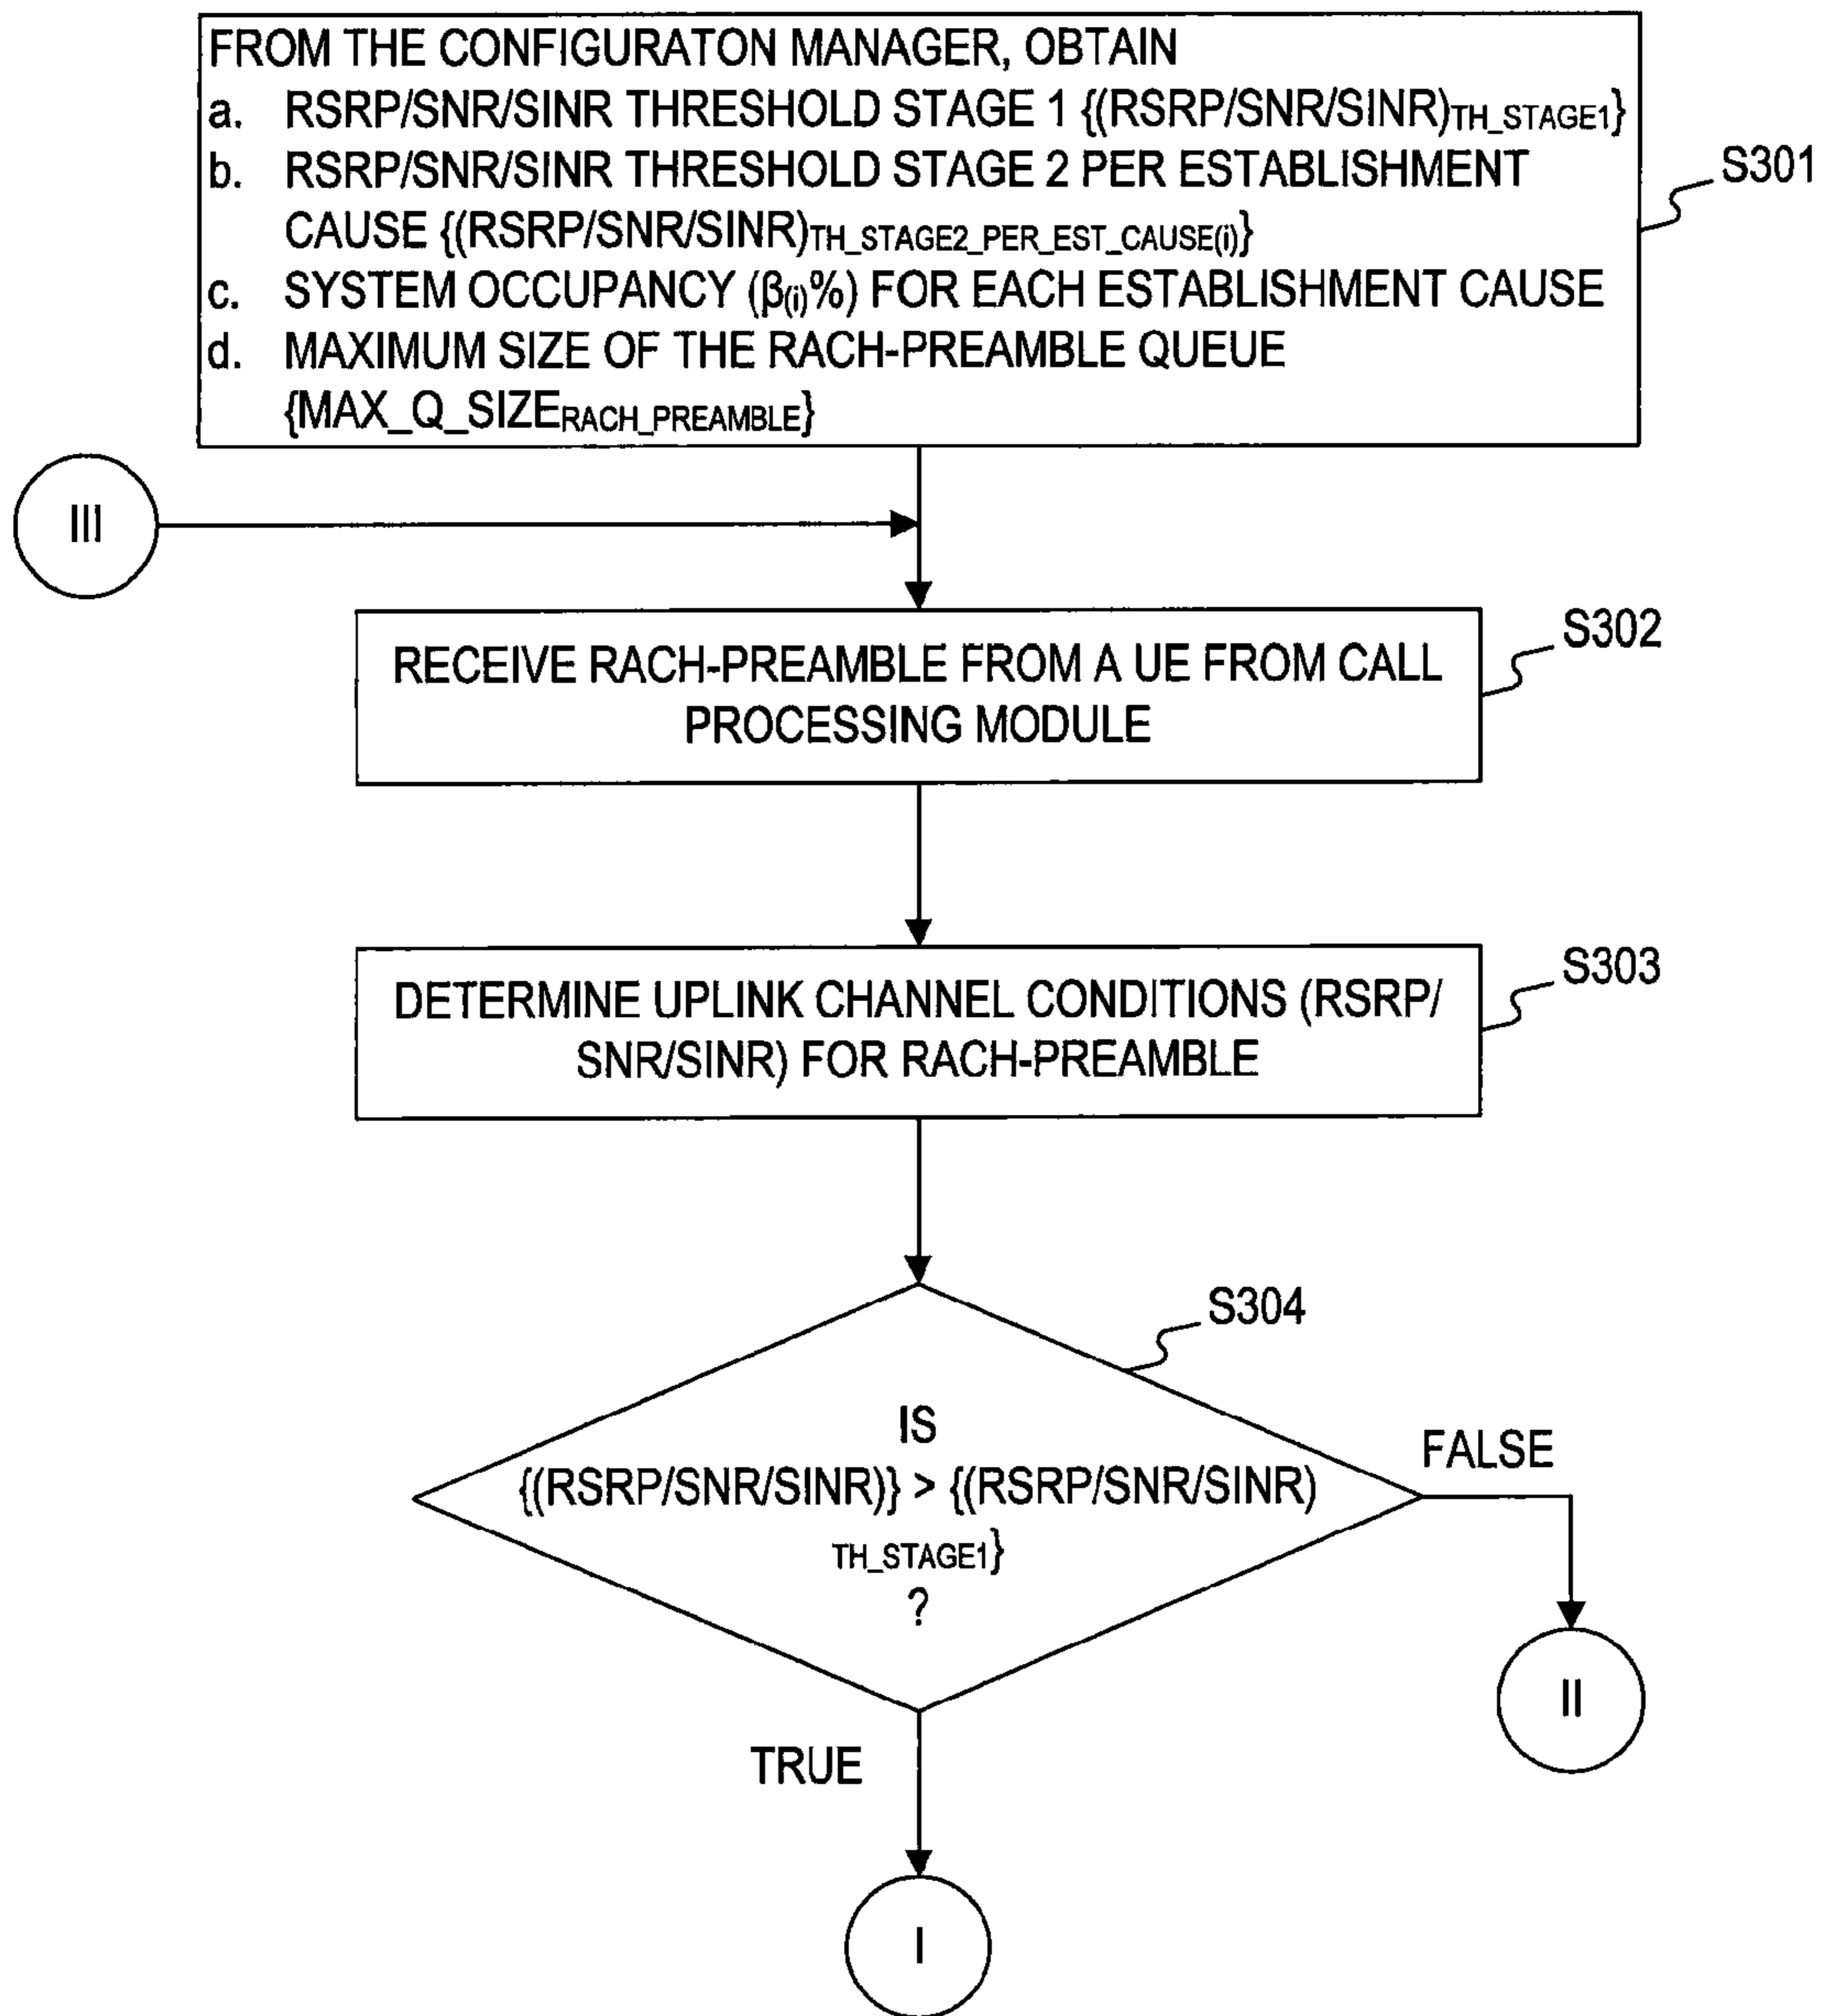 FROM THE CONFIGURATON MANAGER, OBTAIN
a. RSRP/SNR/SINR THRESHOLD STAGE 1 {(RSRP/SNR/SINR)TH_STAGE1}
b. RSRP/SNR/SINR THRESHOLD STAGE 2 PER ESTABLISHMENT
CAUSE {(RSRP/SNR/SINR)TH_STAGE2_PER_EST_CAUSE(i)}
c. SYSTEM OCCUPANCY (β(i)%) FOR EACH ESTABLISHMENT CAUSE
d. MAXIMUM SIZE OF THE RACH-PREAMBLE QUEUE
{MAX_Q_SIZERACH_PREAMBLE}
S301
III
RECEIVE RACH-PREAMBLE FROM A UE FROM CALL
PROCESSING MODULE
S302
DETERMINE UPLINK CHANNEL CONDITIONS (RSRP/
SNR/SINR) FOR RACH-PREAMBLE
S303
S304
IS
{(RSRP/SNR/SINR)} > {(RSRP/SNR/SINR)
TH_STAGE1}
?
FALSE
II
TRUE
I